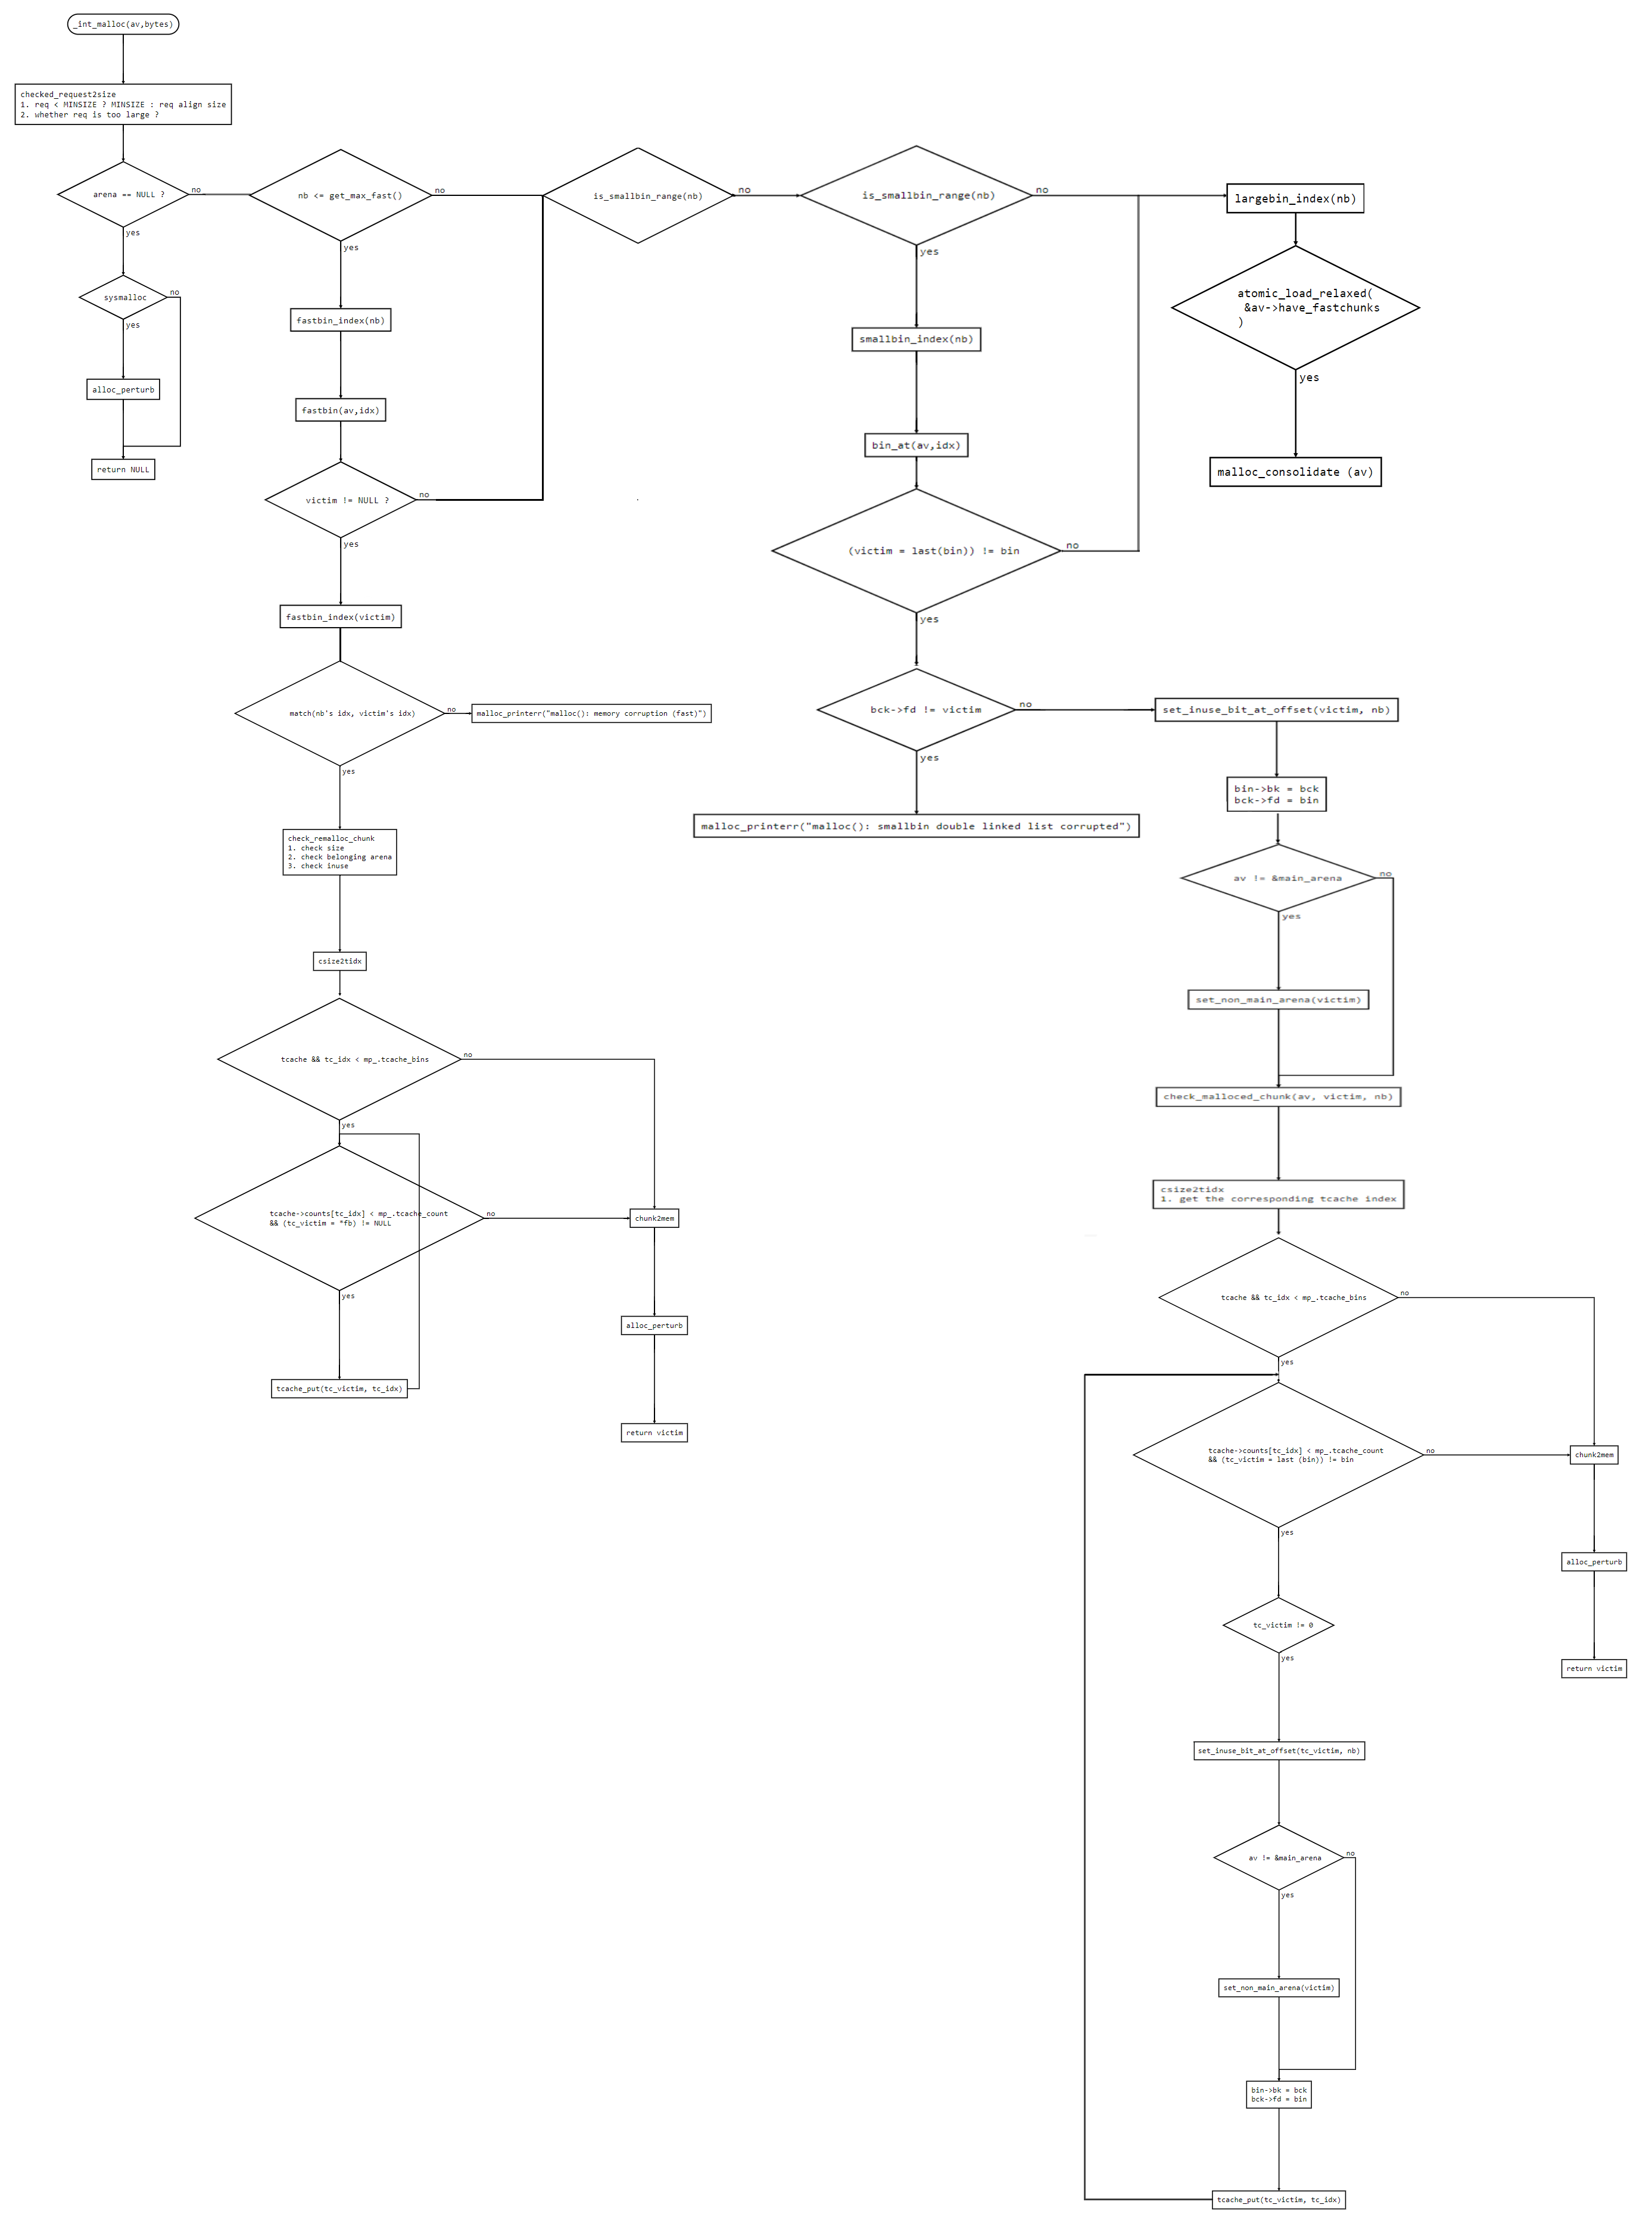 _int_malloc(av,bytes)
checked_request2size
1. req < MINSIZE ? MINSIZE : req align size
2. whether req is too large ?
arena == NULL ?
no
yes
sysmalloc
no
yes
alloc_perturb
return NULL
nb <= get_max_fast()
no
yes
fastbin_index(nb)
fastbin(av,idx)
victim != NULL ?
no
yes
fastbin_index(victim)
match(nb's idx, victim's idx)
no
malloc_printerr("malloc(): memory corruption (fast)")
yes
check_remalloc_chunk
1. check size
2. check belonging arena
3. check inuse
csize2tidx
tcache && tc_idx < mp_.tcache_bins
no
yes
tcache->counts[tc_idx] < mp_.tcache_count
&& (tc_victim = *fb) != NULL
no
yes
tcache_put(tc_victim, tc_idx)
chunk2mem
alloc_perturb
return victim
is_smallbin_range(nb)
no
is_smallbin_range(nb)
no
yes
smallbin_index(nb)
bin_at(av,idx)
(victim = last(bin)) != bin
no
yes
bck->fd != victim
no
yes
malloc_printerr("malloc(): smallbin double linked list corrupted")
largebin_index(nb)
atomic_load_relaxed(
&av->have_fastchunks
)
yes
malloc_consolidate (av)
set_inuse_bit_at_offset(victim, nb)
bin->bk = bck
bck->fd = bin
av != &main_arena
no
yes
set_non_main_arena(victim)
check_malloced_chunk(av, victim, nb)
csize2tidx
1. get the corresponding tcache index
tcache && tc_idx < mp_.tcache_bins
no
yes
tcache->counts[tc_idx] < mp_.tcache_count
&& (tc_victim = last (bin)) != bin
no
yes
chunk2mem
alloc_perturb
return victim
tc_victim != 0
yes
set_inuse_bit_at_offset(tc_victim, nb)
av != &main_arena
no
yes
set_non_main_arena(victim)
bin->bk = bck
bck->fd = bin
tcache_put(tc_victim, tc_idx)